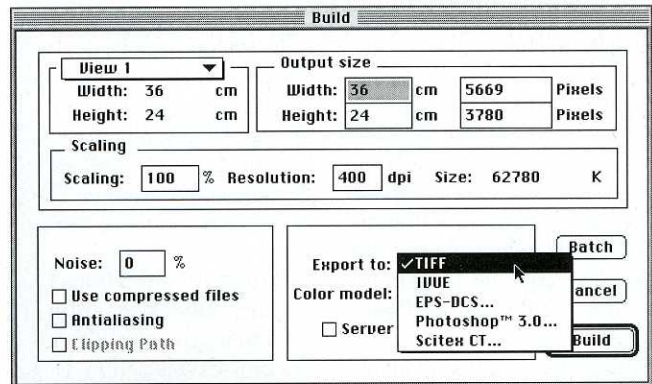 Build
View 1
Width: 36 cm
Height: 24 cm
Output size
Width: 36 cm 5669 Pixels
Height: 24 cm 3780 Pixels
Scaling
Scaling: 100 % Resolution: 400 dpi Size: 62780 K
Noise: 0 %
Use compressed files
Antialiasing
Clipping Path
Export to: ✓TIFF
IVUE
EPS-DCS...
Photoshop™ 3.0...
Scitex CT...
Color model:
Server
Batch
ancel
Build